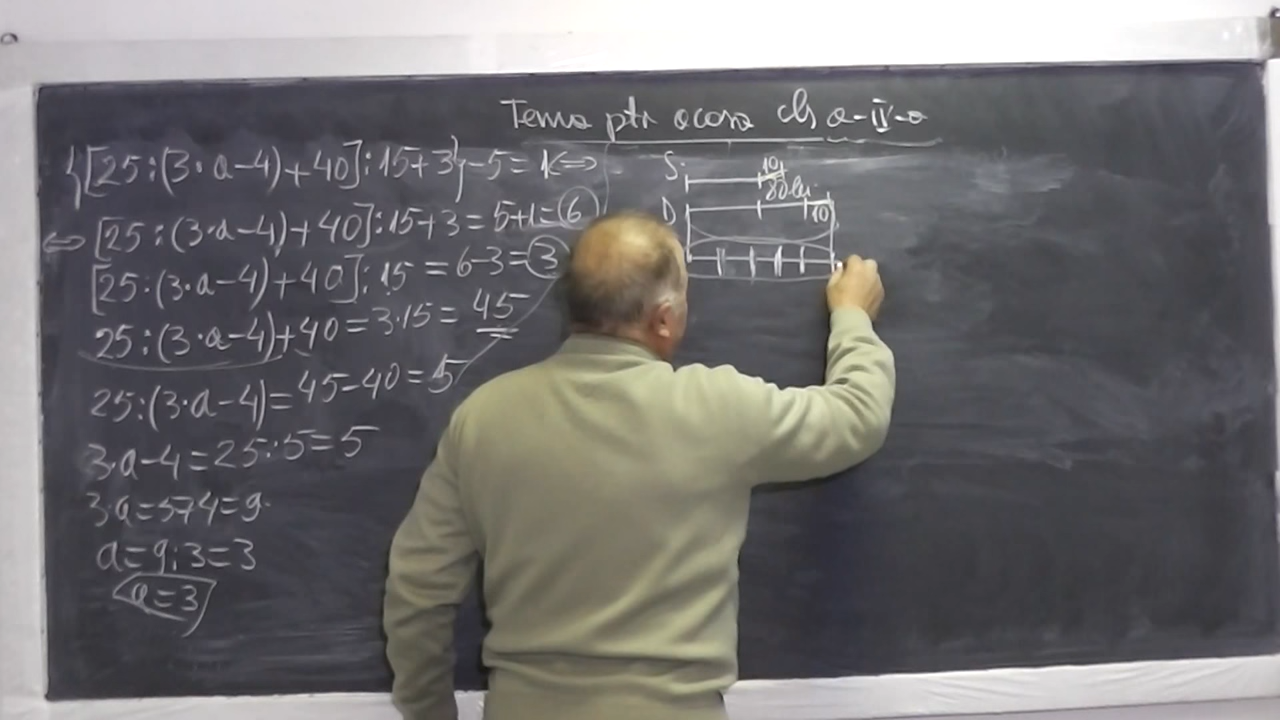 Tema ptr acasa cls a-IV-a
{[25:(3·a-4)+40]:15+3}-5=1⇔
⇔[25:(3·a-4)+40]:15+3=5+1=6
[25:(3·a-4)+40]:15=6-3=3
25:(3·a-4)+40=3·15=45
25:(3·a-4)=45-40=5
3·a-4=25:5=5
3·a=5+4=9
a=9:3=3
a=3
S. 10
80 lei
D 10